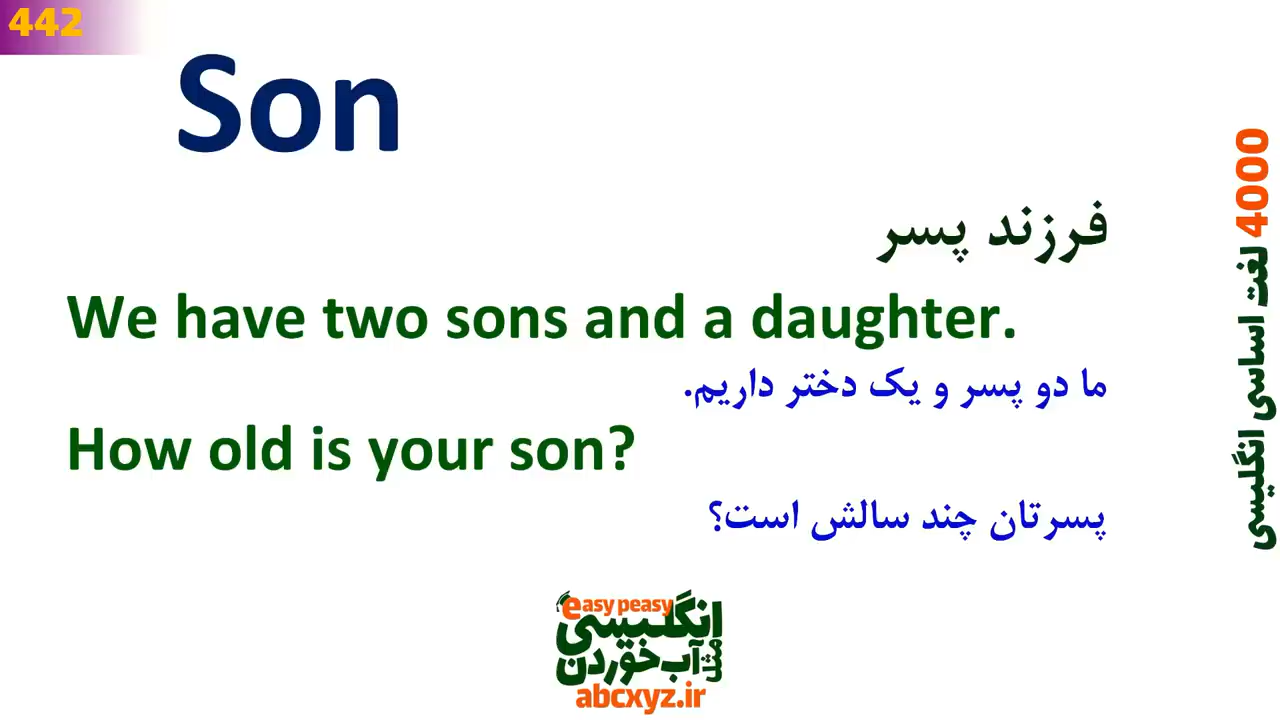 442
Son
فرزند پسر
We have two sons and a daughter.
ما دو پسر و یک دختر داریم.
How old is your son?
پسرتان چند سالش است؟
4000 لغت اساسی انگلیسی
easy peasy
انگلیسی
مثل آب خوردن
abcxyz.ir